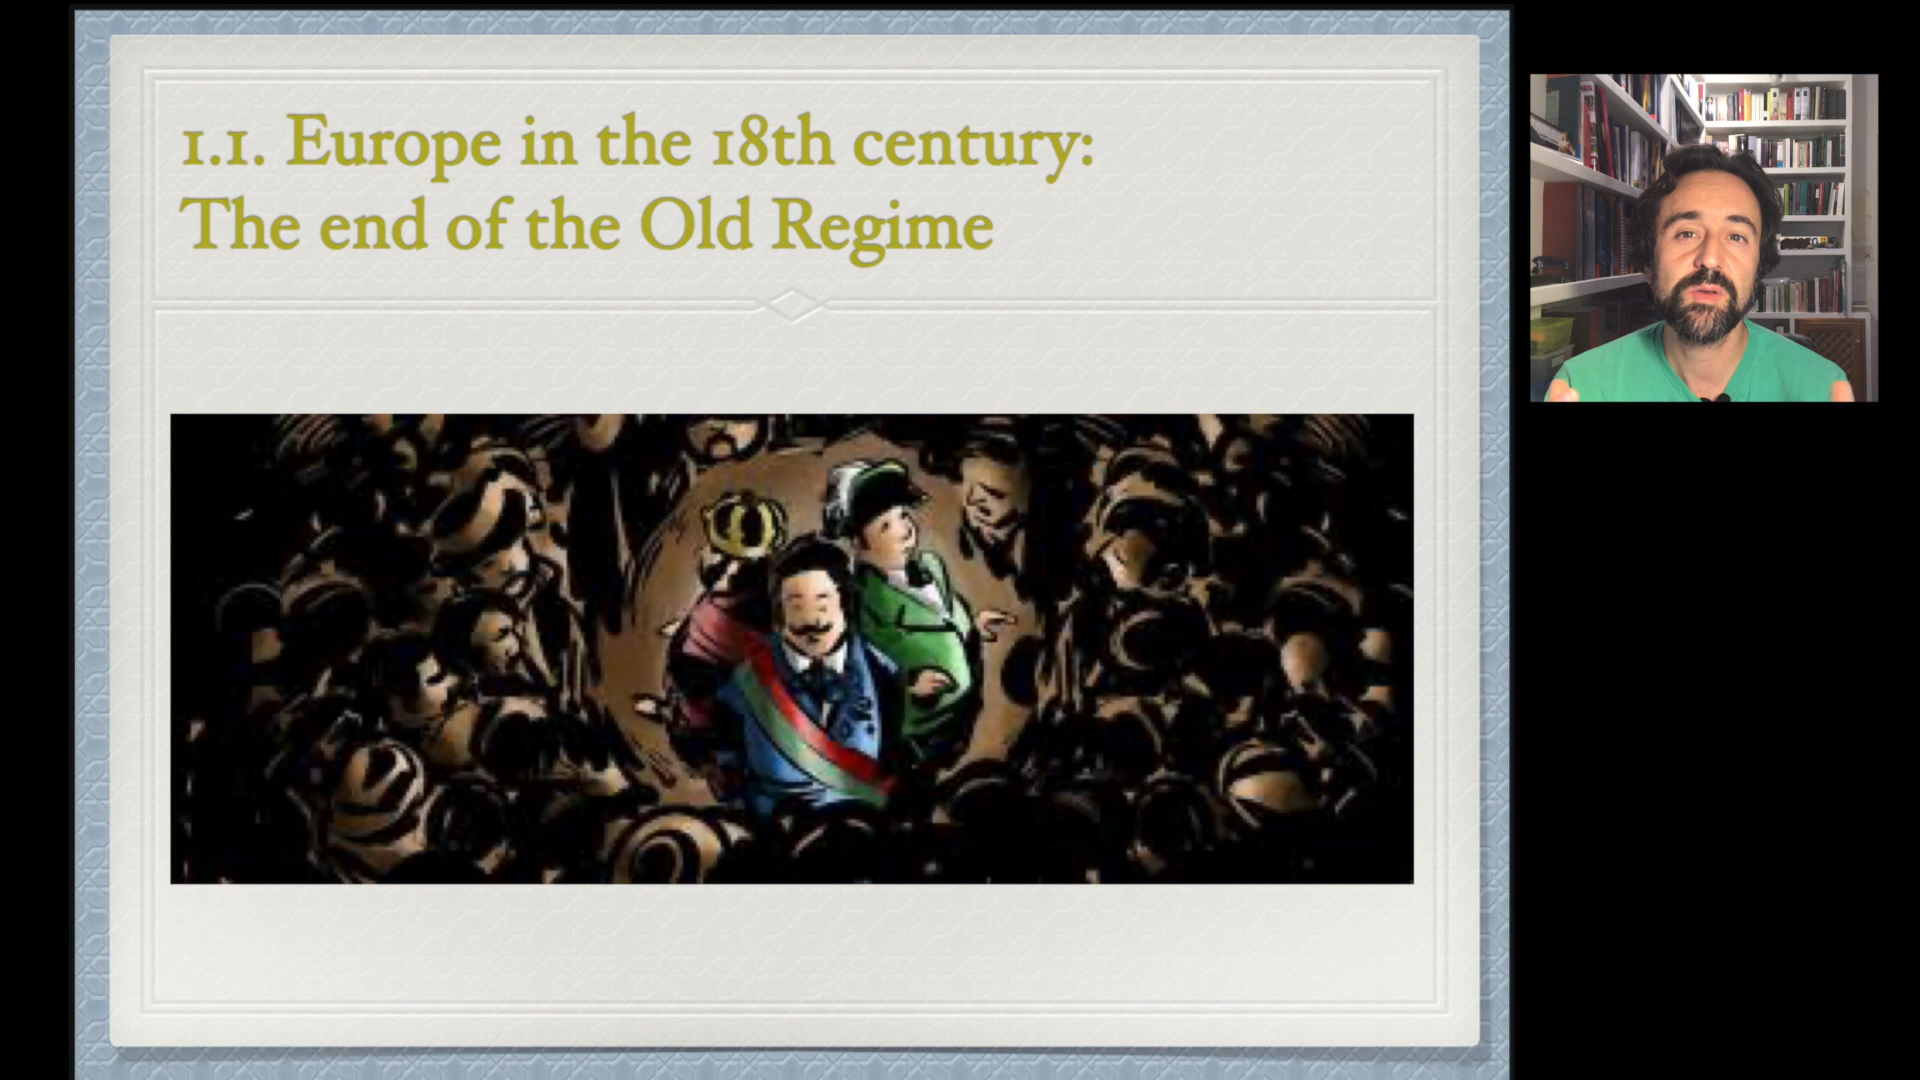 1.1. Europe in the 18th century:
The end of the Old Regime